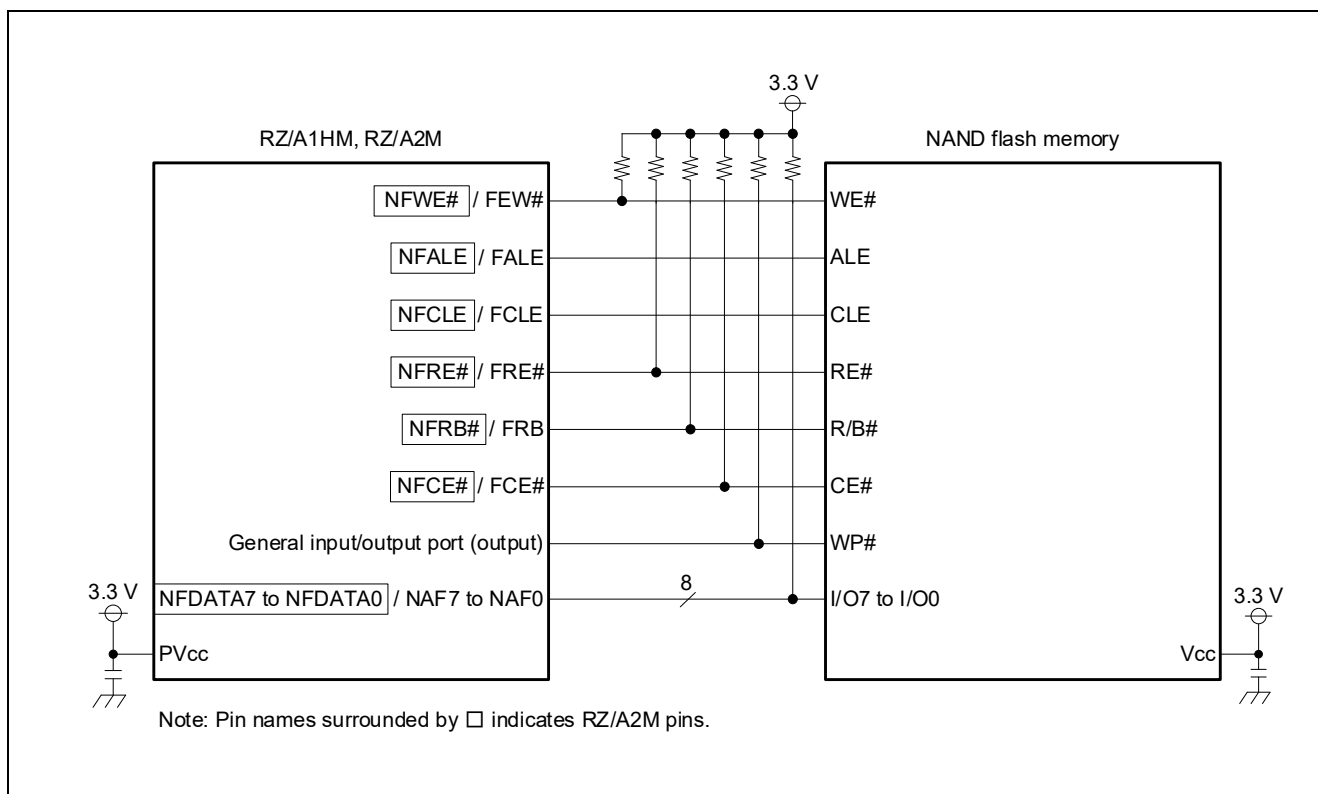 3.3 V
RZ/A1HM, RZ/A2M
NAND flash memory
NFWE# / FEW#
WE#
NFALE / FALE
ALE
NFCLE / FCLE
CLE
NFRE# / FRE#
RE#
NFRB# / FRB
R/B#
NFCE# / FCE#
CE#
General input/output port (output)
WP#
3.3 V
NFDATA7 to NFDATA0 / NAF7 to NAF0
8
I/O7 to I/O0
3.3 V
PVcc
Vcc
Note: Pin names surrounded by □ indicates RZ/A2M pins.